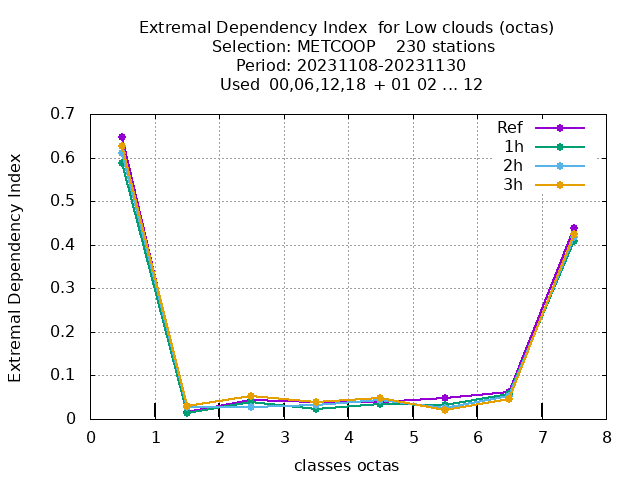 Extremal Dependency Index  for Low clouds (octas)
Selection: METCOOP    230 stations
Period: 20231108-20231130
Used  00,06,12,18  + 01 02 ... 12
Ref
1h
2h
3h
0.7
0.6
0.5
0.4
0.3
0.2
0.1
0
Extremal Dependency Index
0 1 2 3 4 5 6 7 8
classes octas